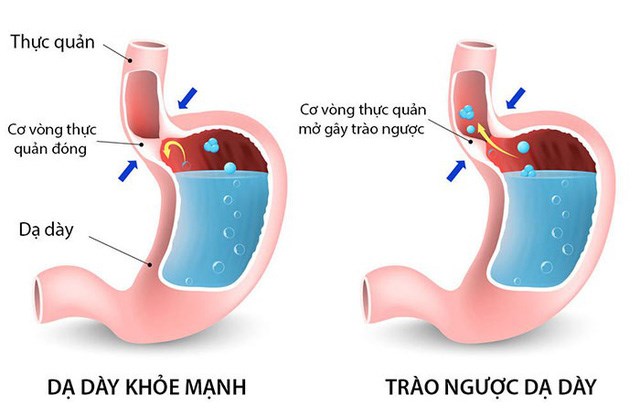 Thực quản
Cơ vòng thực
quản đóng
Dạ dày
DẠ DÀY KHỎE MẠNH
Cơ vòng thực quản
mở gây trào ngược
TRÀO NGƯỢC DẠ DÀY